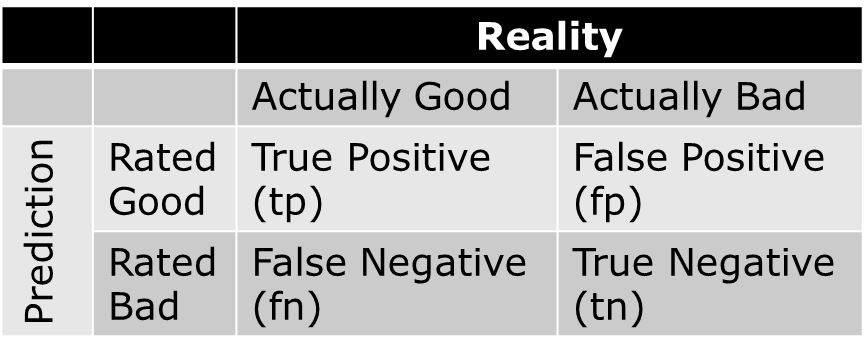 Reality
Actually Good
Actually Bad
Prediction
Rated
Good
True Positive
(tp)
False Positive
(fp)
Rated
Bad
False Negative
(fn)
True Negative
(tn)